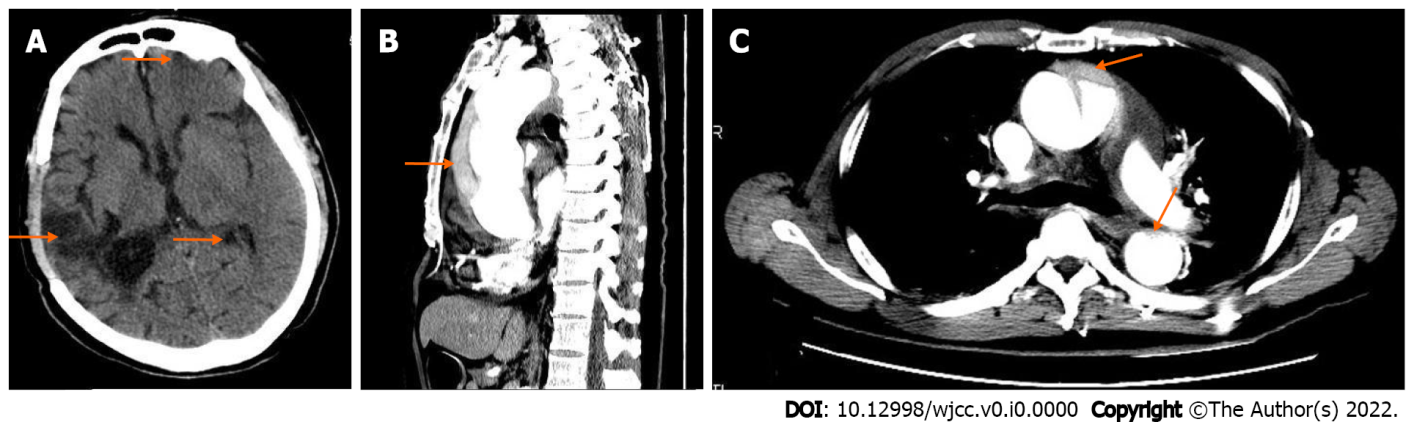 A
B
C
R
DOI: 10.12998/wjcc.v0.i0.0000 Copyright ©The Author(s) 2022.